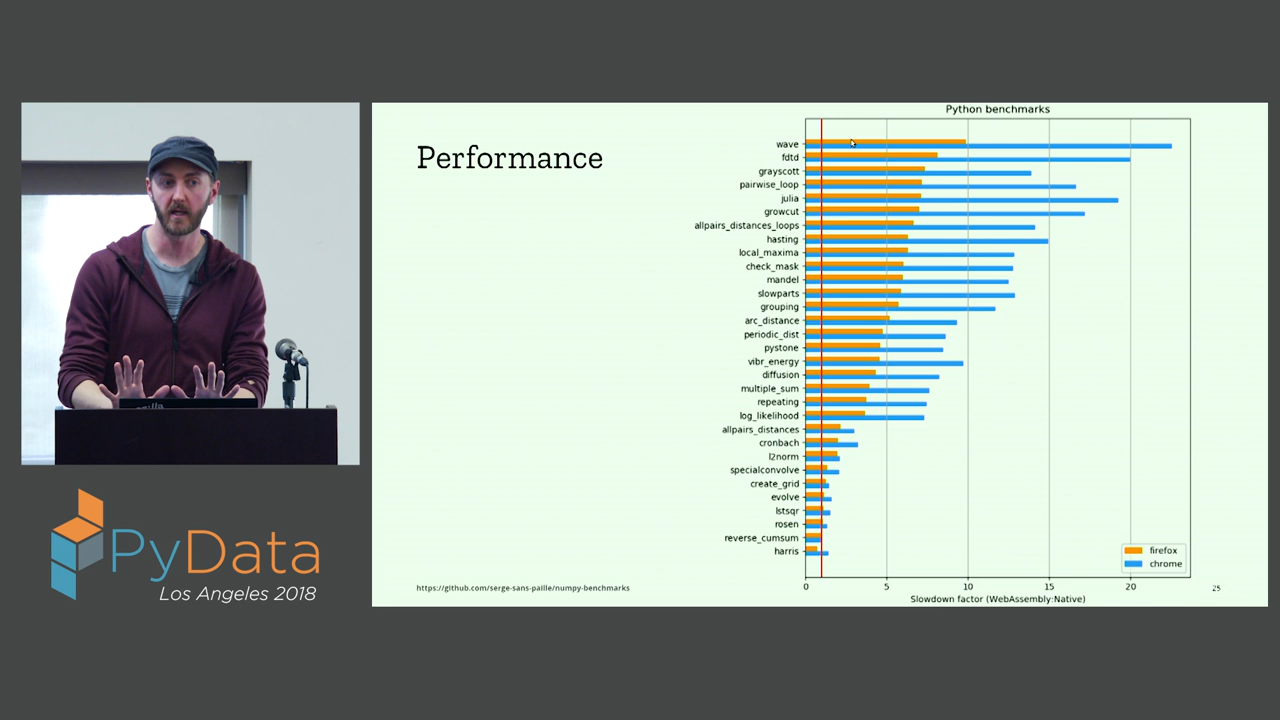 Performance
Python benchmarks
wave
fdtd
grayscott
pairwise_loop
julia
growcut
allpairs_distances_loops
hasting
local_maxima
check_mask
mandel
slowparts
grouping
arc_distance
periodic_dist
pystone
vibr_energy
diffusion
multiple_sum
repeating
log_likelihood
allpairs_distances
cronbach
l2norm
specialconvolve
create_grid
evolve
lstsqr
rosen
reverse_cumsum
harris
firefox
chrome
0 5 10 15 20
Slowdown factor (WebAssembly:Native)
https://github.com/serge-sans-paille/numpy-benchmarks
25
PyData
Los Angeles 2018